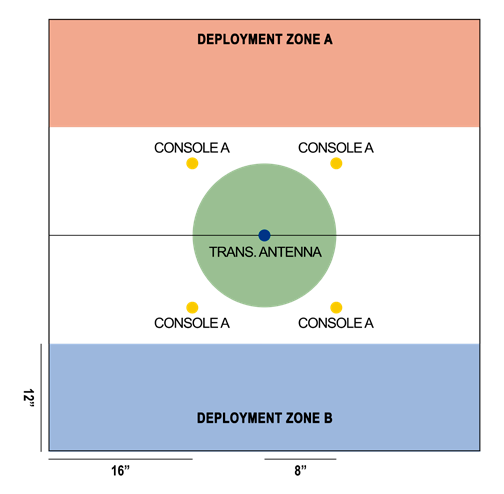 DEPLOYMENT ZONE A
CONSOLE A CONSOLE A
TRANS. ANTENNA
CONSOLE A CONSOLE A
12”
DEPLOYMENT ZONE B
16” 8”